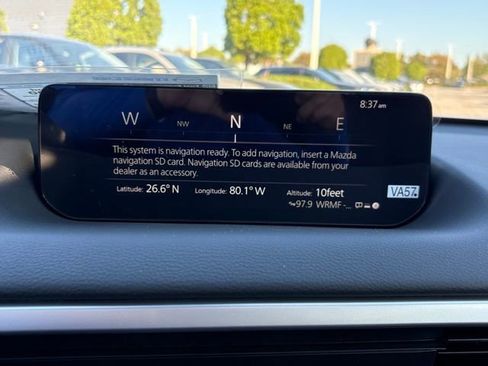 8:37am
W NW N NE E
This system is navigation ready. To add navigation, insert a Mazda
navigation SD card. Navigation SD cards are available from your
dealer as an accessory.
Latitude: 26.6° N Longitude: 80.1° W Altitude: 10feet
VA57
97.9 WRMF -...